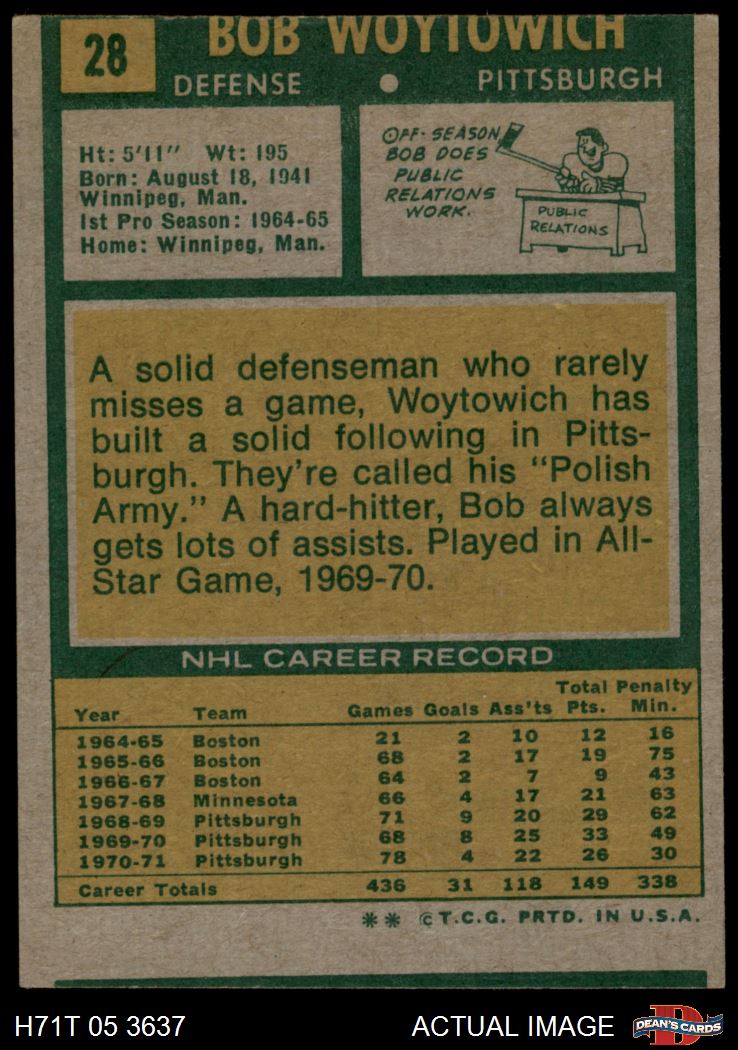 28
BOB WOYTOWICH
DEFENSE • PITTSBURGH
Ht: 5'11" Wt: 195
Born: August 18, 1941
Winnipeg, Man.
1st Pro Season: 1964-65
Home: Winnipeg, Man.
OFF-SEASON
BOB DOES
PUBLIC
RELATIONS
WORK.
PUBLIC
RELATIONS
A solid defenseman who rarely
misses a game, Woytowich has
built a solid following in Pitts-
burgh. They're called his "Polish
Army." A hard-hitter, Bob always
gets lots of assists. Played in All-
Star Game, 1969-70.
NHL CAREER RECORD
Total Penalty
Year Team Games Goals Ass'ts Pts. Min.
1964-65 Boston 21 2 10 12 16
1965-66 Boston 68 2 17 19 75
1966-67 Boston 64 2 7 9 43
1967-68 Minnesota 66 4 17 21 63
1968-69 Pittsburgh 71 9 20 29 62
1969-70 Pittsburgh 68 8 25 33 49
1970-71 Pittsburgh 78 4 22 26 30
Career Totals 436 31 118 149 338
** © T.C.G. PRTD. IN U.S.A.
H71T 05 3637 ACTUAL IMAGE
D
DEAN'S CARDS